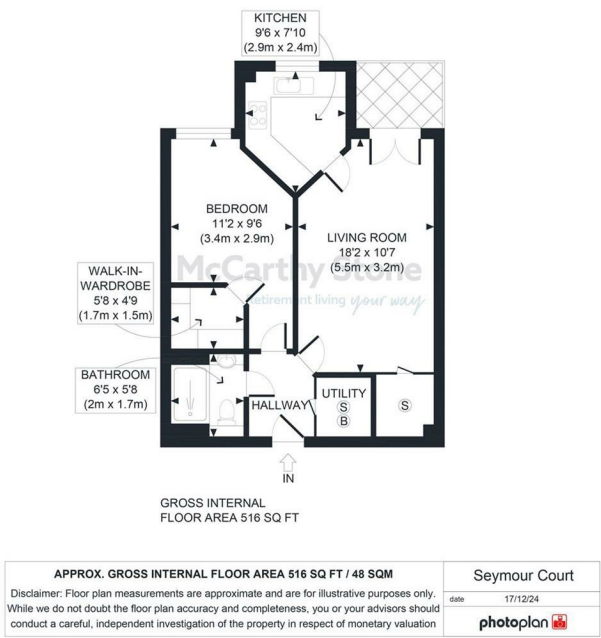 KITCHEN
9'6 x 7'10
(2.9m x 2.4m)
BEDROOM
11'2 x 9'6
(3.4m x 2.9m)
LIVING ROOM
18'2 x 10'7
(5.5m x 3.2m)
McCarthy Stone
Retirement living your way
WALK-IN-
WARDROBE
5'8 x 4'9
(1.7m x 1.5m)
BATHROOM
6'5 x 5'8
(2m x 1.7m)
HALLWAY
UTILITY
S
B
S
IN
GROSS INTERNAL
FLOOR AREA 516 SQ FT
APPROX. GROSS INTERNAL FLOOR AREA 516 SQ FT / 48 SQM
Disclaimer: Floor plan measurements are approximate and are for illustrative purposes only.
While we do not doubt the floor plan accuracy and completeness, you or your advisors should
conduct a careful, independent investigation of the property in respect of monetary valuation
Seymour Court
date 17/12/24
photoplan